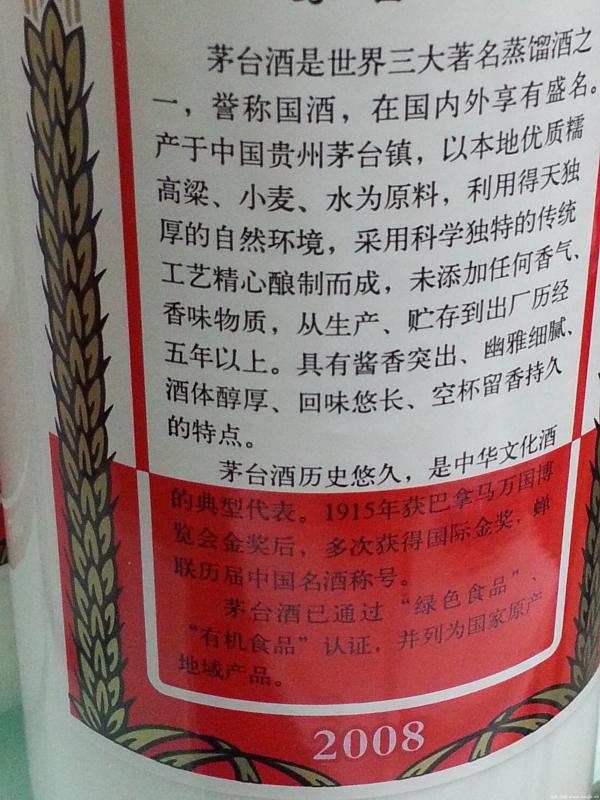 茅台酒是世界三大著名蒸馏酒之
一，誉称国酒，在国内外享有盛名。
产于中国贵州茅台镇，以本地优质糯
高粱、小麦、水为原料，利用得天独
厚的自然环境，采用科学独特的传统
工艺精心酿制而成，未添加任何香气、
香味物质，从生产、贮存到出厂历经
五年以上。具有酱香突出、幽雅细腻、
酒体醇厚、回味悠长、空杯留香持久
的特点。
茅台酒历史悠久，是中华文化酒
的典型代表。1915年获巴拿马万国博
览会金奖后，多次获得国际金奖，蝉
联历届中国名酒称号。
茅台酒已通过“绿色食品”、
“有机食品”认证，并列为国家原产
地域产品。
2008